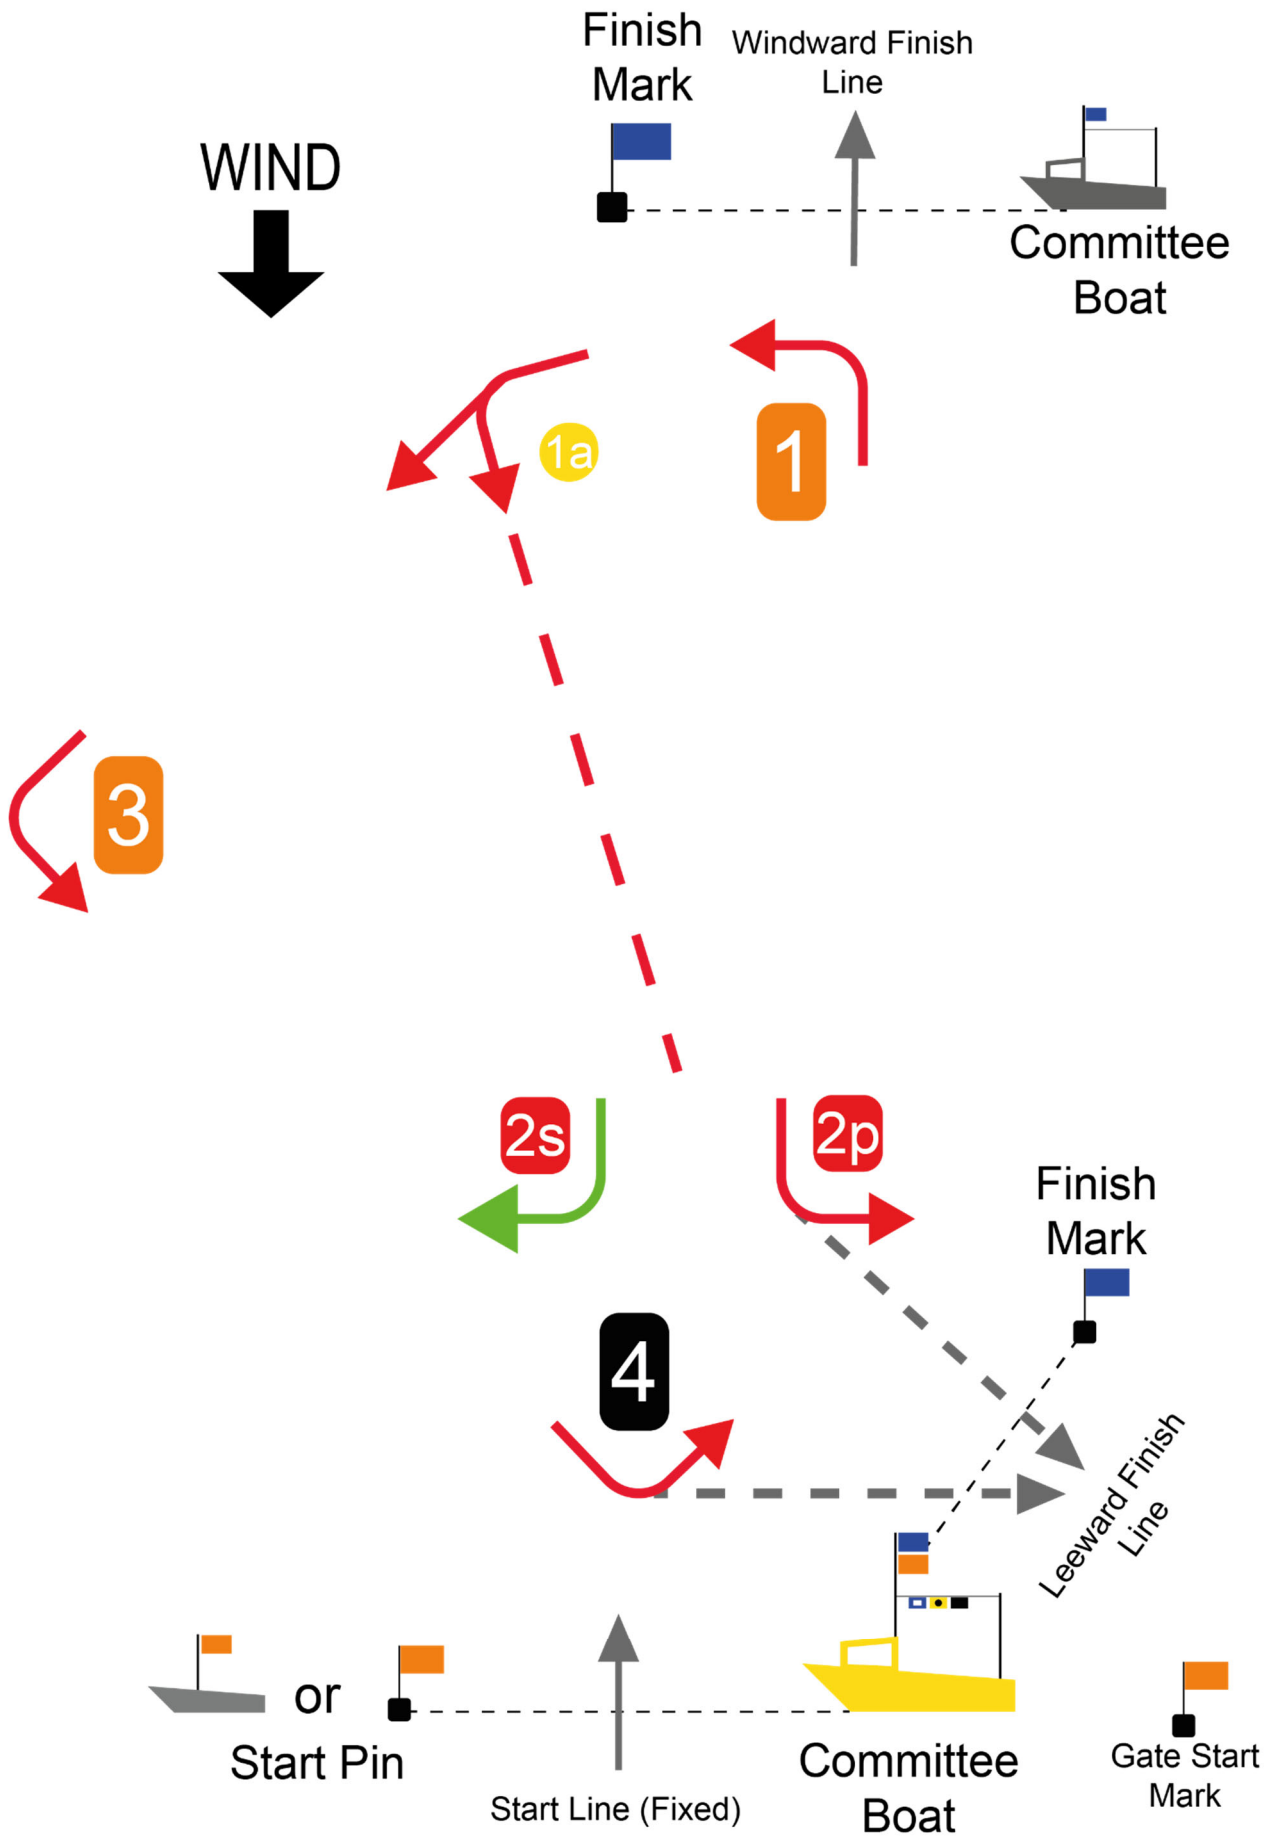 Finish
Mark
Windward Finish
Line
WIND
Committee
Boat
1a
1
3
2s
2p
Finish
Mark
4
Leeward Finish
Line
or
Start Pin
Committee
Boat
Gate Start
Mark
Start Line (Fixed)